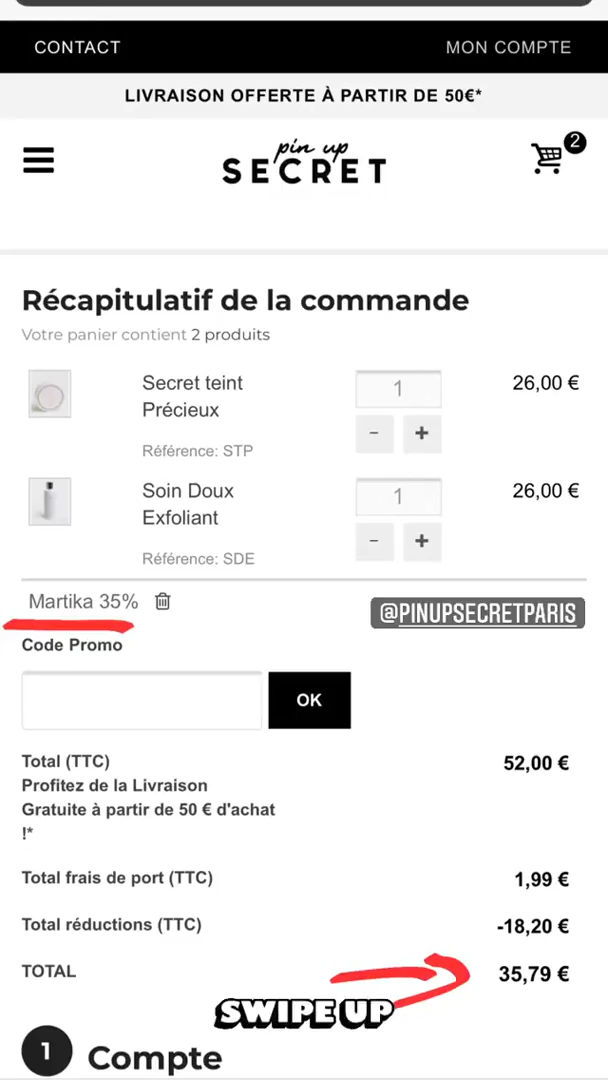 CONTACT
MON COMPTE
LIVRAISON OFFERTE À PARTIR DE 50€*
pin up
SECRET
2
Récapitulatif de la commande
Votre panier contient 2 produits
Secret teint
Précieux
1
26,00 €
- +
Référence: STP
Soin Doux
Exfoliant
1
26,00 €
- +
Référence: SDE
Martika 35%
@PINUPSECRETPARIS
Code Promo
OK
Total (TTC)
52,00 €
Profitez de la Livraison
Gratuite à partir de 50 € d'achat
!*
Total frais de port (TTC)
1,99 €
Total réductions (TTC)
-18,20 €
TOTAL
35,79 €
SWIPE UP
1 Compte